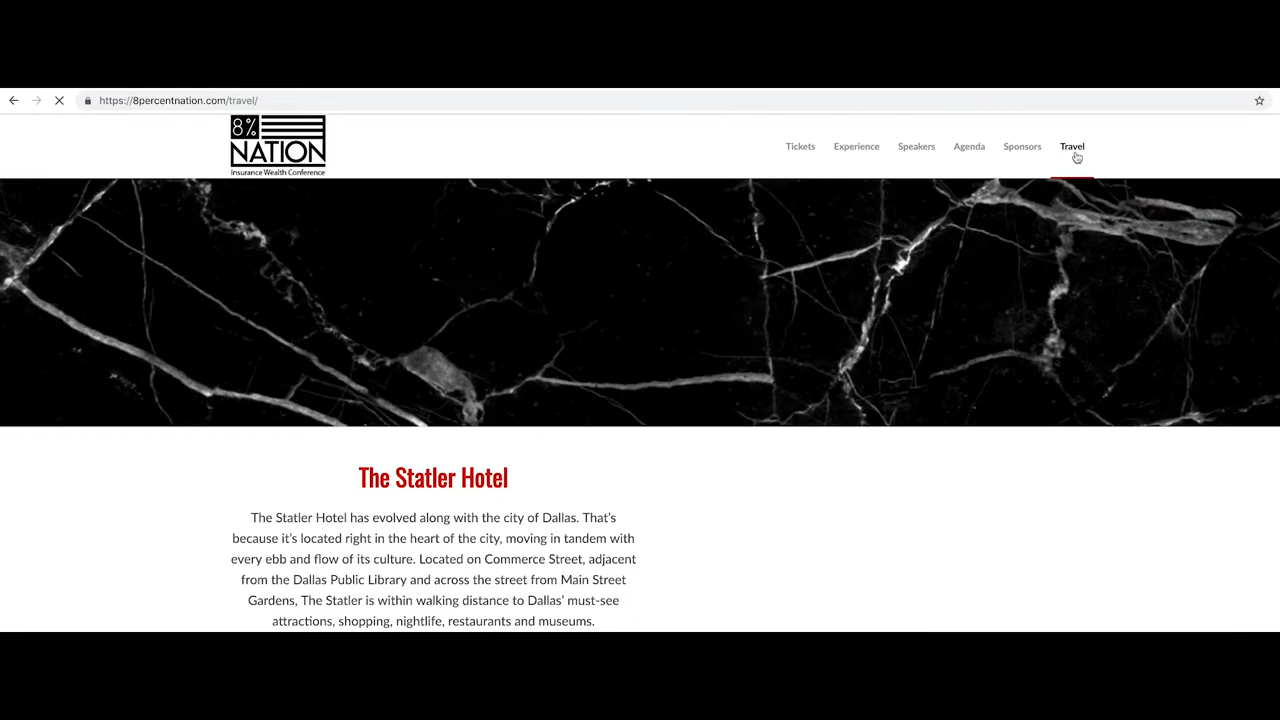 https://8percentnation.com/travel/
8%
NATION
Insurance Wealth Conference
Tickets Experience Speakers Agenda Sponsors Travel
The Statler Hotel
The Statler Hotel has evolved along with the city of Dallas. That's
because it's located right in the heart of the city, moving in tandem with
every ebb and flow of its culture. Located on Commerce Street, adjacent
from the Dallas Public Library and across the street from Main Street
Gardens, The Statler is within walking distance to Dallas' must-see
attractions, shopping, nightlife, restaurants and museums.